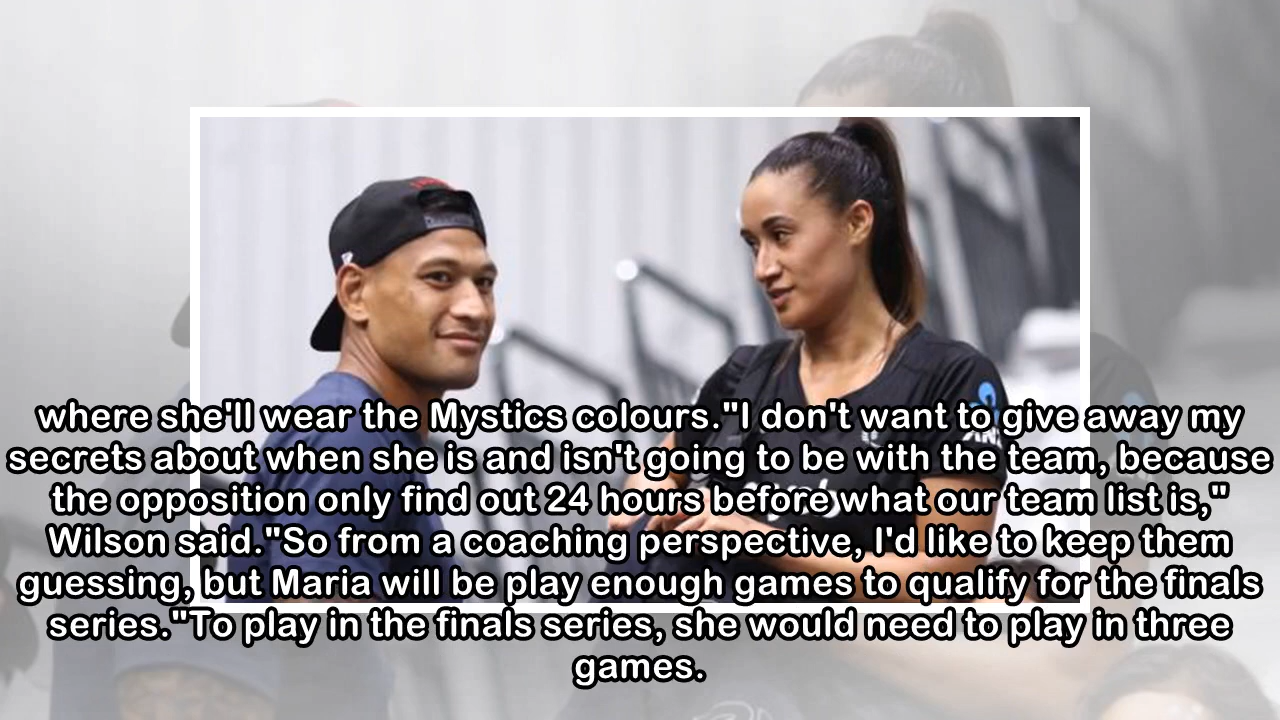 where she'll wear the Mystics colours."I don't want to give away my
secrets about when she is and isn't going to be with the team, because
the opposition only find out 24 hours before what our team list is,"
Wilson said."So from a coaching perspective, I'd like to keep them
guessing, but Maria will be play enough games to qualify for the finals
series."To play in the finals series, she would need to play in three
games.